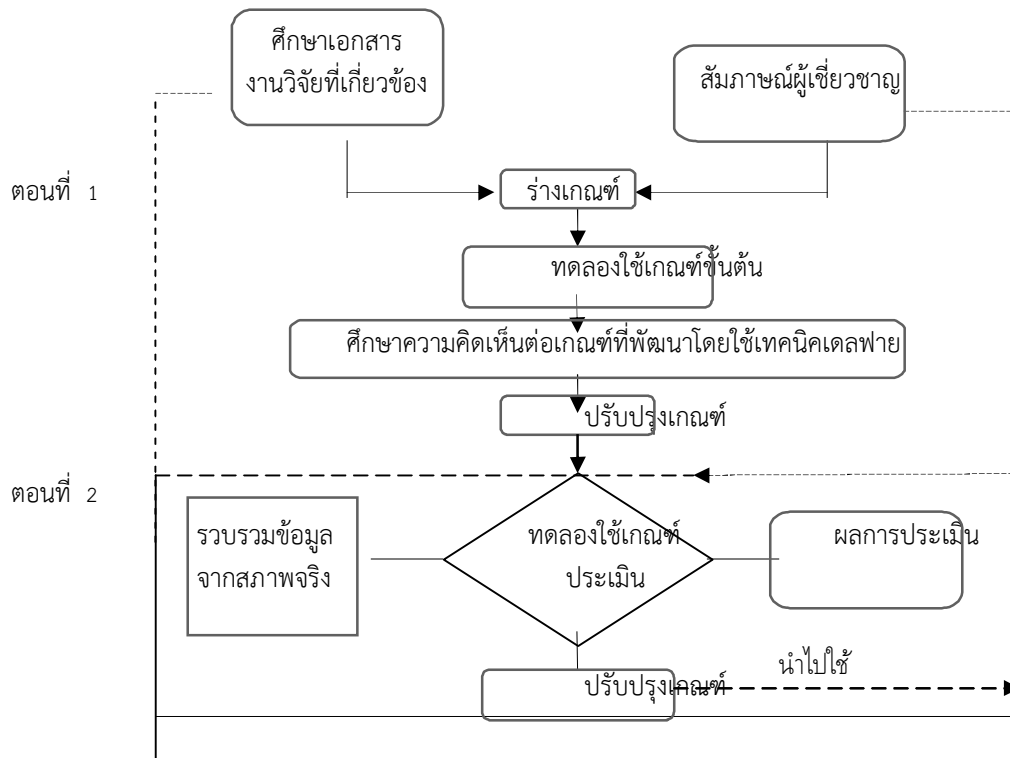 ศึกษาเอกสาร
งานวิจัยที่เกี่ยวข้อง
สัมภาษณ์ผู้เชี่ยวชาญ
ตอนที่ 1
ร่างเกณฑ์
ทดลองใช้เกณฑ์ขั้นต้น
ศึกษาความคิดเห็นต่อเกณฑ์ที่พัฒนาโดยใช้เทคนิคเดลฟาย
ปรับปรุงเกณฑ์
ตอนที่ 2
รวบรวมข้อมูล
จากสภาพจริง
ทดลองใช้เกณฑ์
ประเมิน
ผลการประเมิน
นำไปใช้
ปรับปรุงเกณฑ์